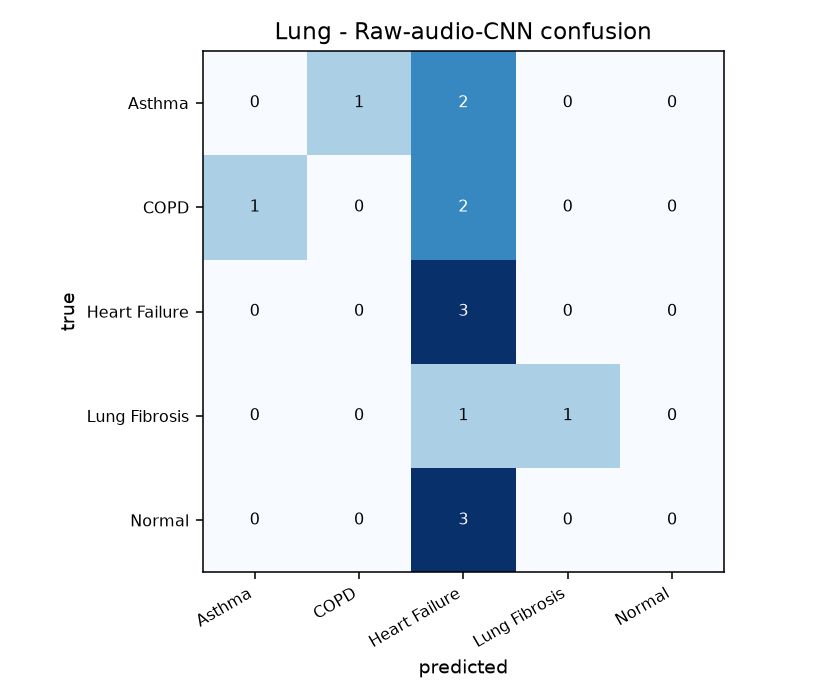 Lung - Raw-audio-CNN confusion
Asthma 0 1 2 0 0
COPD 1 0 2 0 0
true
Heart Failure 0 0 3 0 0
Lung Fibrosis 0 0 1 1 0
Normal 0 0 3 0 0
Asthma COPD Heart Failure Lung Fibrosis Normal
predicted